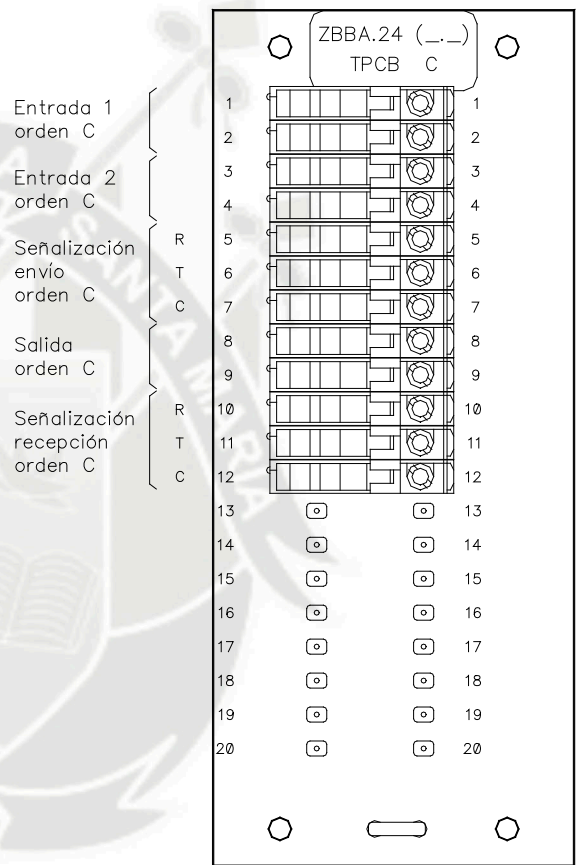 ZBBA.24 (_._)
TPCB C
Entrada 1
orden C
1 1
2 2
Entrada 2
orden C
3 3
4 4
Señalización
envío
orden C
R 5 5
T 6 6
C 7 7
Salida
orden C
8 8
9 9
Señalización
recepción
orden C
R 10 10
T 11 11
C 12 12
13 13
14 14
15 15
16 16
17 17
18 18
19 19
20 20
SANTA MARIA